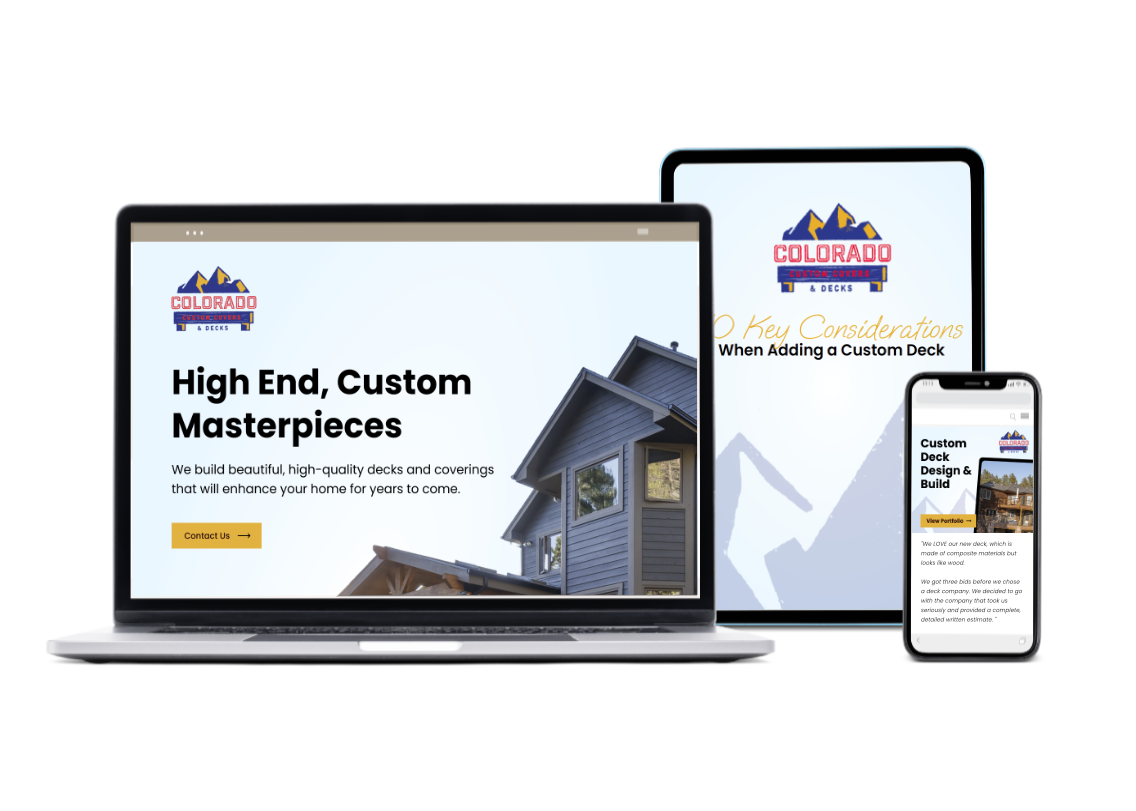 COLORADO
CUSTOM COVERS
& DECKS
High End, Custom
Masterpieces
We build beautiful, high-quality decks and coverings
that will enhance your home for years to come.
Contact Us →
COLORADO
CUSTOM COVERS
& DECKS
0 Key Considerations
When Adding a Custom Deck
Custom
Deck
Design &
Build
COLORADO
View Portfolio →
"We LOVE our new deck, which is
made of composite materials but
looks like wood.
We got three bids before we chose
a deck company. We decided to go
with the company that took us
seriously and provided a complete,
detailed written estimate. "